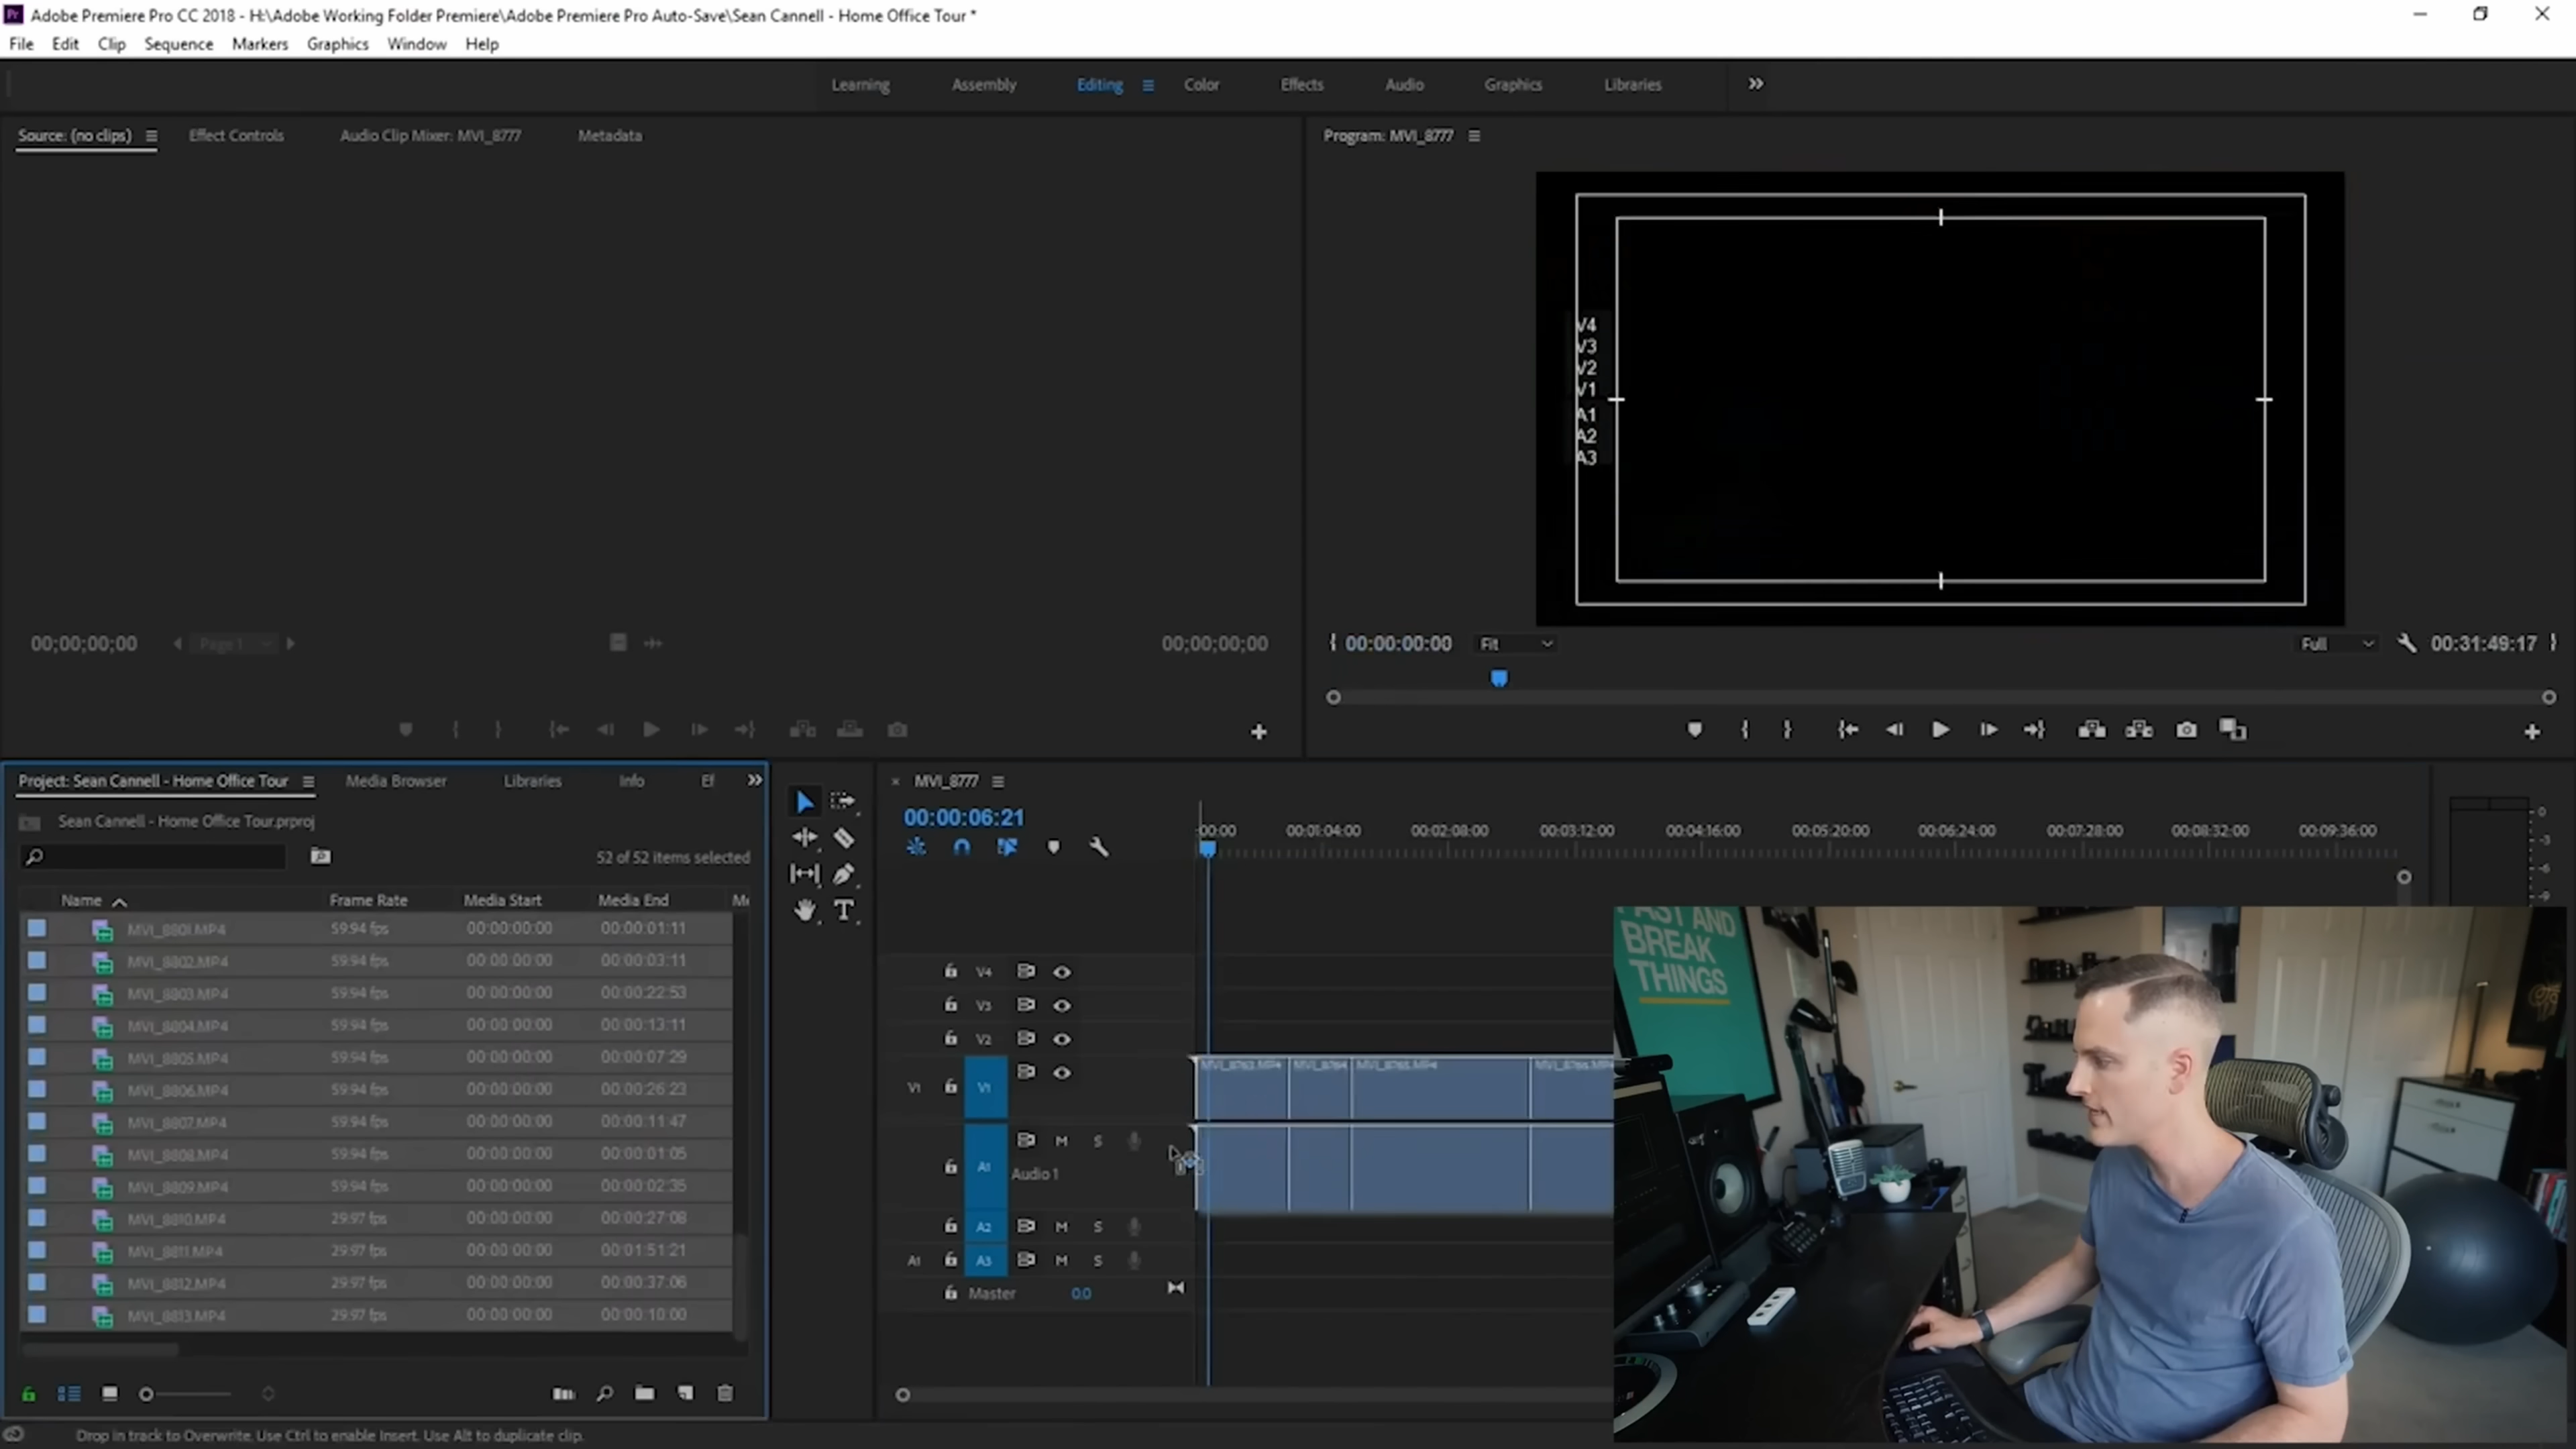 Adobe Premiere Pro CC 2018 - H:\Adobe Working Folder Premiere\Adobe Premiere Pro Auto-Save\Sean Cannell - Home Office Tour *
File Edit Clip Sequence Markers Graphics Window Help
Learning Assembly Editing Color Effects Audio Graphics Libraries
Source: (no clips) Effect Controls Audio Clip Mixer: MVI_8777 Metadata
Program: MVI_8777
V4
V3
V2
V1
A1
A2
A3
00;00;00;00 Page 1 00;00;00;00
00:00:00:00 Fit Full 00:31:49:17
Project: Sean Cannell - Home Office Tour Media Browser Libraries Info Ef
Sean Cannell - Home Office Tour.prproj
52 of 52 items selected
Name Frame Rate Media Start Media End
MVI_8801.MP4 59.94 fps 00:00:00:00 00:00:01:11
MVI_8802.MP4 59.94 fps 00:00:00:00 00:00:03:11
MVI_8803.MP4 59.94 fps 00:00:00:00 00:00:22:53
MVI_8804.MP4 59.94 fps 00:00:00:00 00:00:13:11
MVI_8805.MP4 59.94 fps 00:00:00:00 00:00:07:29
MVI_8806.MP4 59.94 fps 00:00:00:00 00:00:26:23
MVI_8807.MP4 59.94 fps 00:00:00:00 00:00:11:47
MVI_8808.MP4 59.94 fps 00:00:00:00 00:00:01:05
MVI_8809.MP4 59.94 fps 00:00:00:00 00:00:02:35
MVI_8810.MP4 29.97 fps 00:00:00:00 00:00:27:08
MVI_8811.MP4 29.97 fps 00:00:00:00 00:01:51:21
MVI_8812.MP4 29.97 fps 00:00:00:00 00:00:37:06
MVI_8813.MP4 29.97 fps 00:00:00:00 00:00:10:00
Drop in track to Overwrite. Use Ctrl to enable Insert. Use Alt to duplicate clip.
MVI_8777
00:00:06:21
:00:00 00:01:04:00 00:02:08:00 00:03:12:00 00:04:16:00 00:05:20:00 00:06:24:00 00:07:28:00 00:08:32:00 00:09:36:00
0
-3
-6
-9
V4
V3
V2
V1 V1
A1 M S
Audio 1
A2 M S
A1 A3 M S
Master 0.0
MVI_8763.MP4 MVI_8764 MVI_8765.MP4 MVI_8766.MP4
FAST AND
BREAK
THINGS